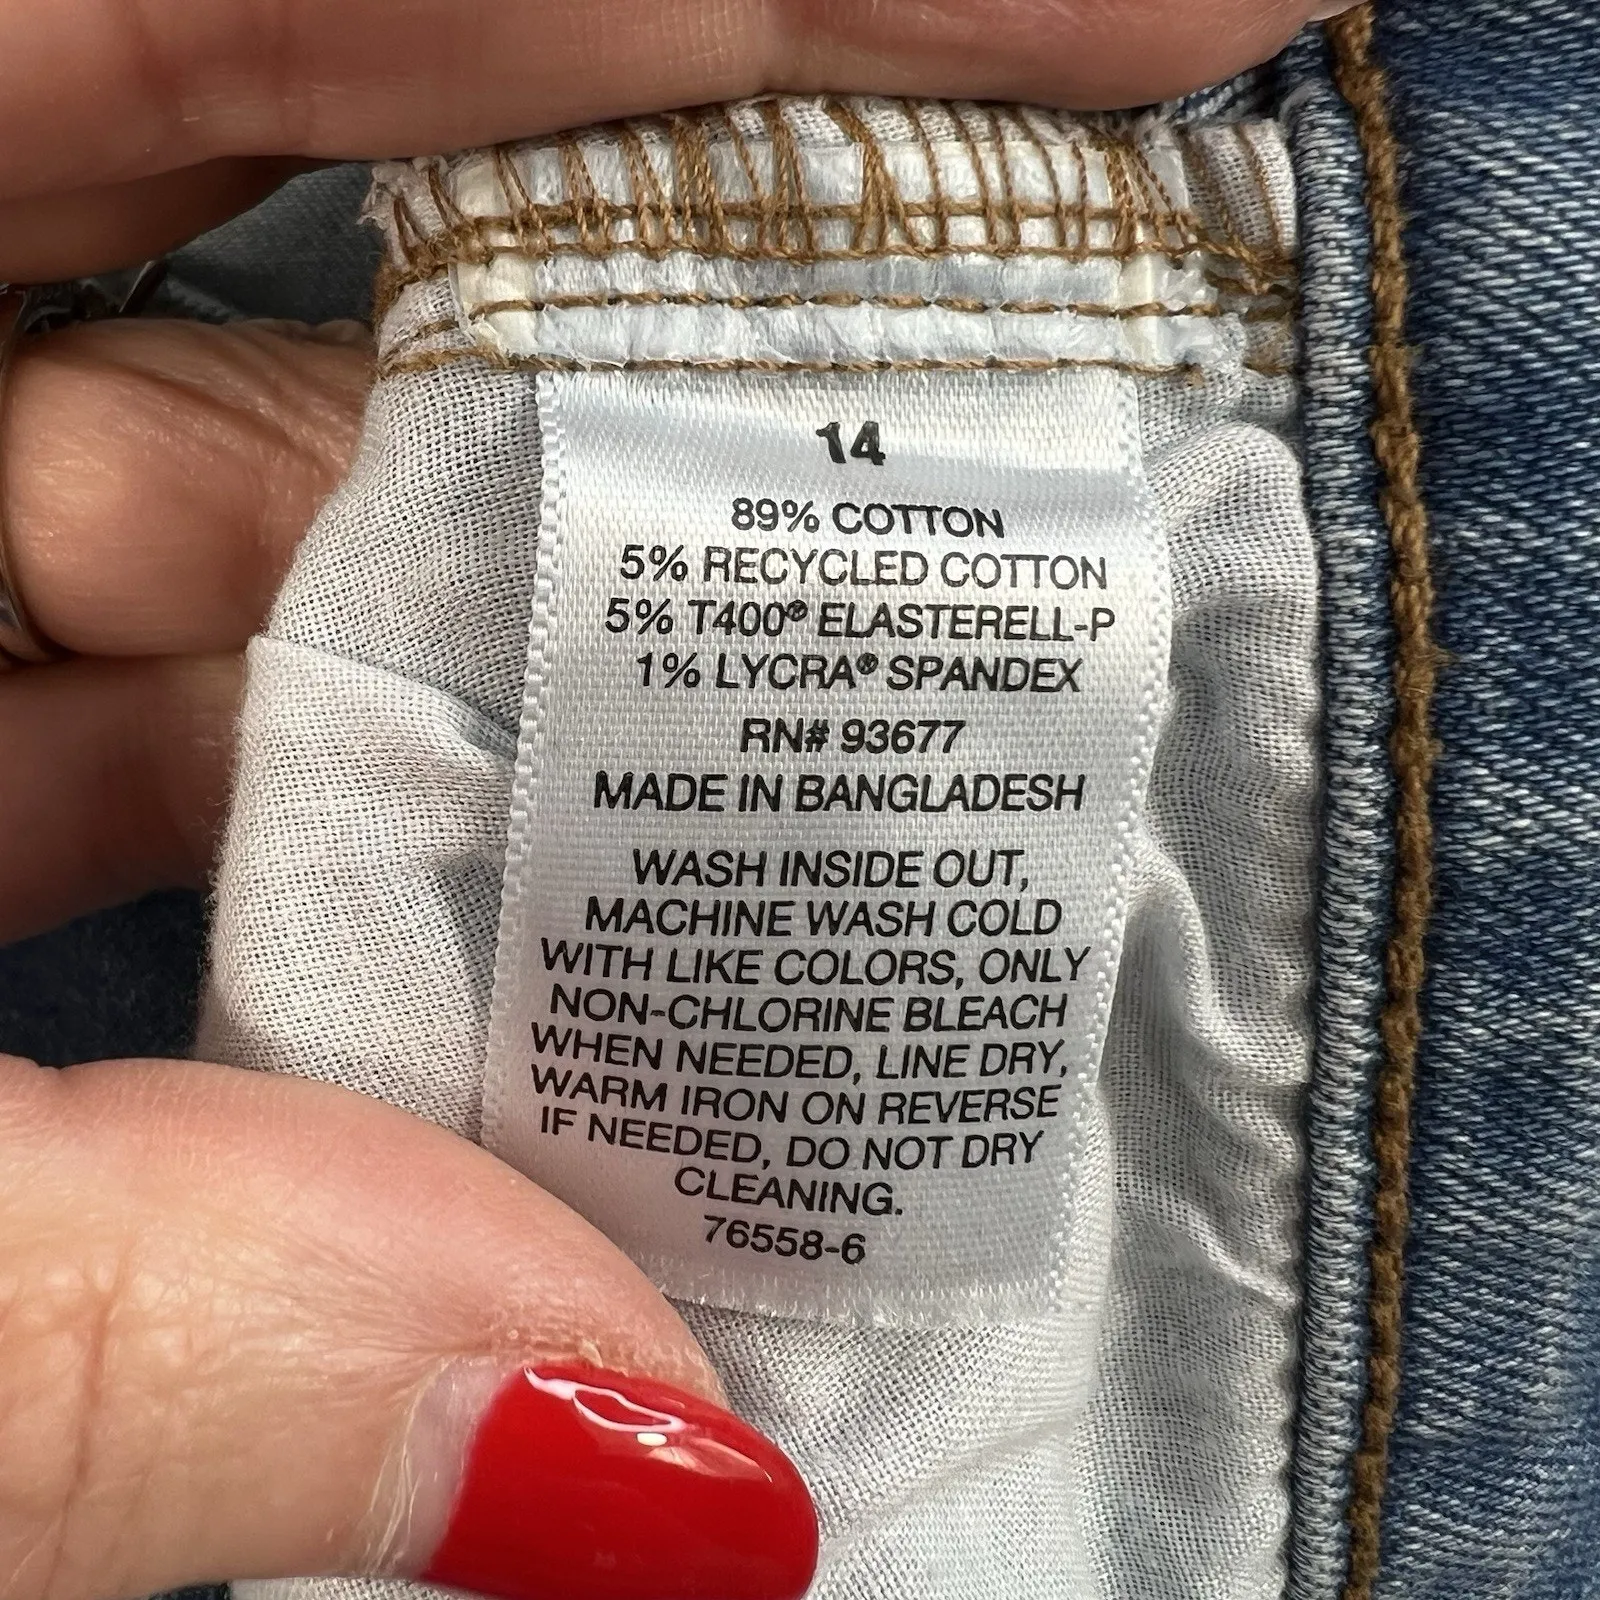 14
89% COTTON
5% RECYCLED COTTON
5% T400® ELASTERELL-P
1% LYCRA® SPANDEX
RN# 93677
MADE IN BANGLADESH
WASH INSIDE OUT,
MACHINE WASH COLD
WITH LIKE COLORS, ONLY
NON-CHLORINE BLEACH
WHEN NEEDED, LINE DRY,
WARM IRON ON REVERSE
IF NEEDED, DO NOT DRY
CLEANING.
76558-6